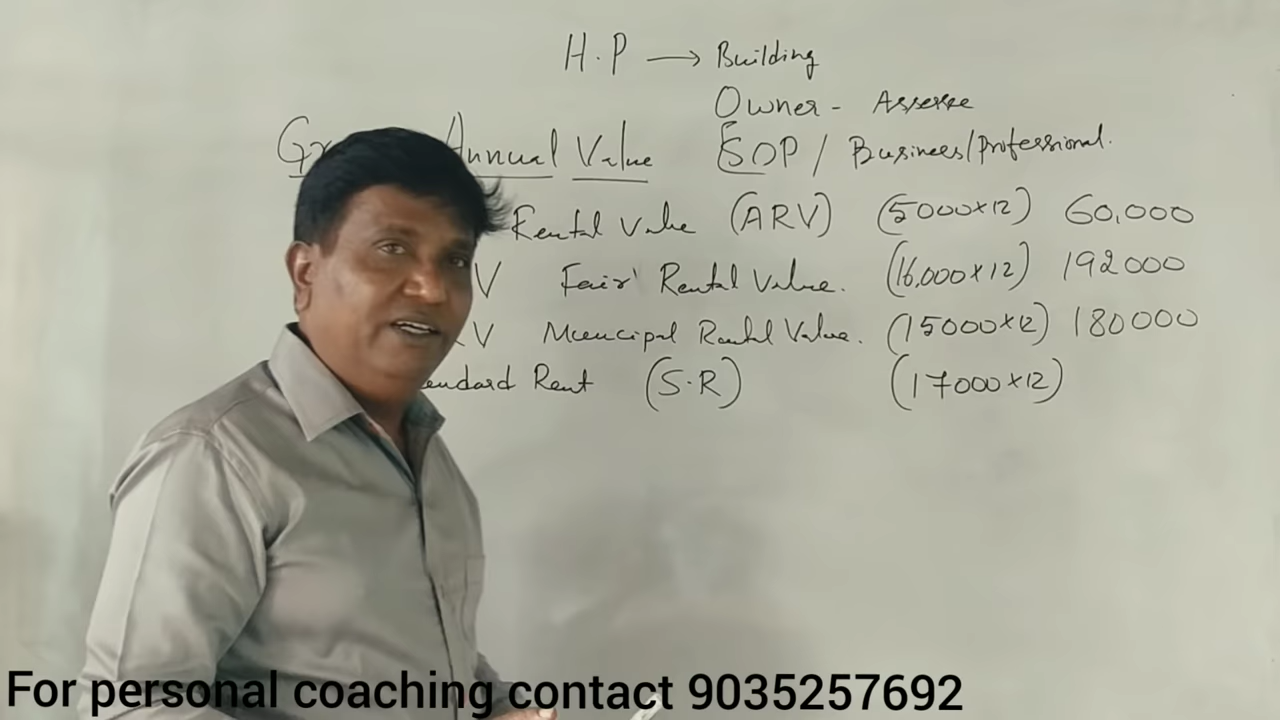 H.P → Building
Owner - Assessee
Annual Value SOP / Business/Professional.
Rental Value (ARV) (5000×12) 60,000
V Fair Rental Value. (16,000×12) 192000
V Muncipal Rental Value. (15000×12) 180000
Rent (S.R) (17000×12)
For personal coaching contact 9035257692